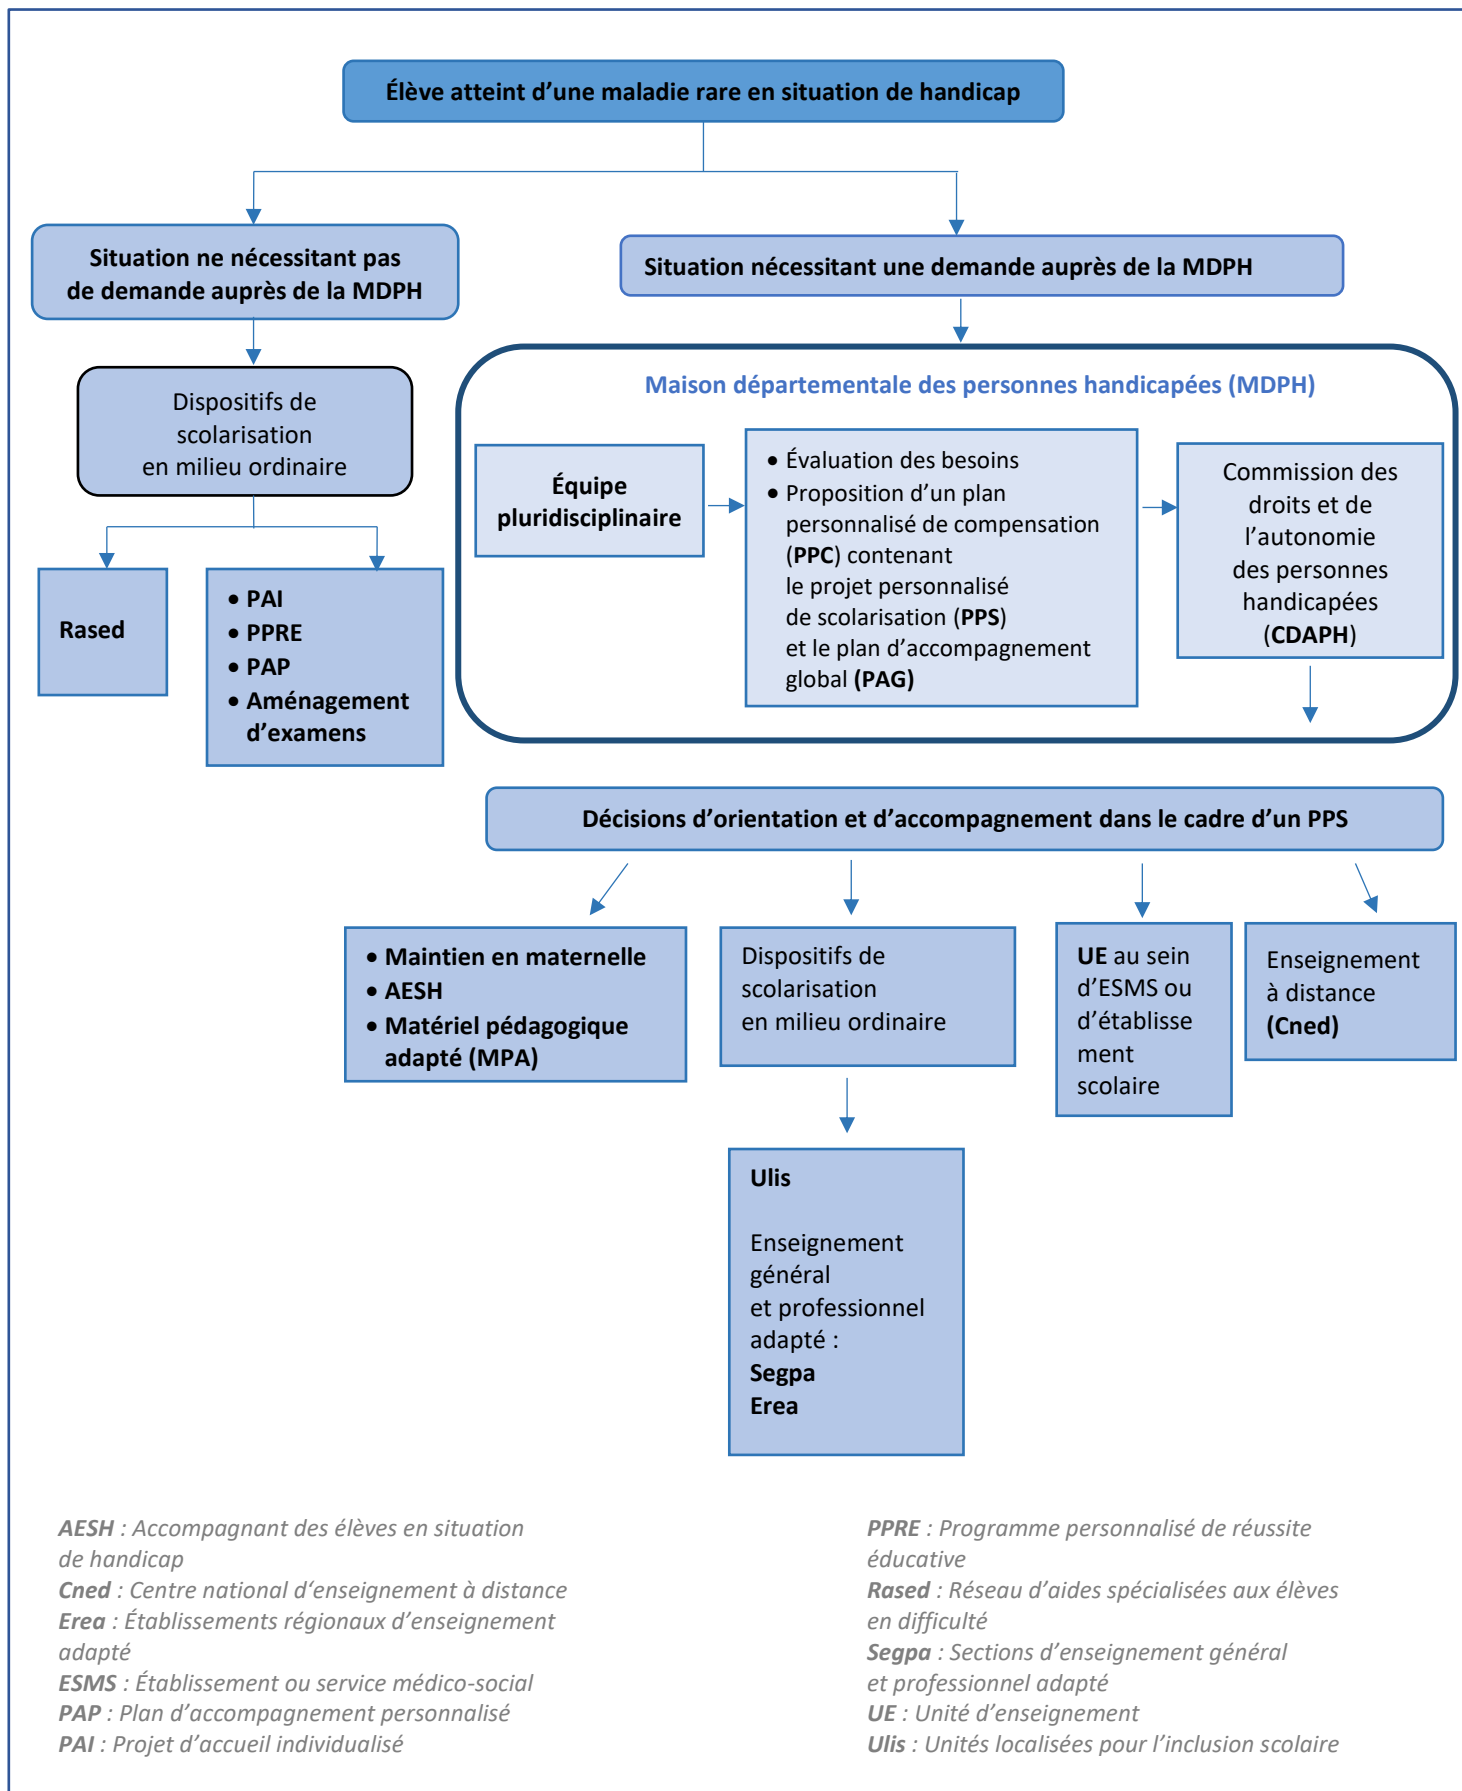 Élève atteint d’une maladie rare en situation de handicap
Situation ne nécessitant pas
de demande auprès de la MDPH
Situation nécessitant une demande auprès de la MDPH
Dispositifs de
scolarisation
en milieu ordinaire
Rased
• PAI
• PPRE
• PAP
• Aménagement
d’examens
Maison départementale des personnes handicapées (MDPH)
Équipe
pluridisciplinaire
• Évaluation des besoins
• Proposition d’un plan
personnalisé de compensation
(PPC) contenant
le projet personnalisé
de scolarisation (PPS)
et le plan d’accompagnement
global (PAG)
Commission des
droits et de
l’autonomie
des personnes
handicapées
(CDAPH)
Décisions d’orientation et d’accompagnement dans le cadre d’un PPS
• Maintien en maternelle
• AESH
• Matériel pédagogique
adapté (MPA)
Dispositifs de
scolarisation
en milieu ordinaire
UE au sein
d’ESMS ou
d’établisse
ment
scolaire
Enseignement
à distance
(Cned)
Ulis
Enseignement
général
et professionnel
adapté :
Segpa
Erea
AESH : Accompagnant des élèves en situation
de handicap
Cned : Centre national d‘enseignement à distance
Erea : Établissements régionaux d’enseignement
adapté
ESMS : Établissement ou service médico-social
PAP : Plan d’accompagnement personnalisé
PAI : Projet d’accueil individualisé
PPRE : Programme personnalisé de réussite
éducative
Rased : Réseau d’aides spécialisées aux élèves
en difficulté
Segpa : Sections d’enseignement général
et professionnel adapté
UE : Unité d’enseignement
Ulis : Unités localisées pour l’inclusion scolaire